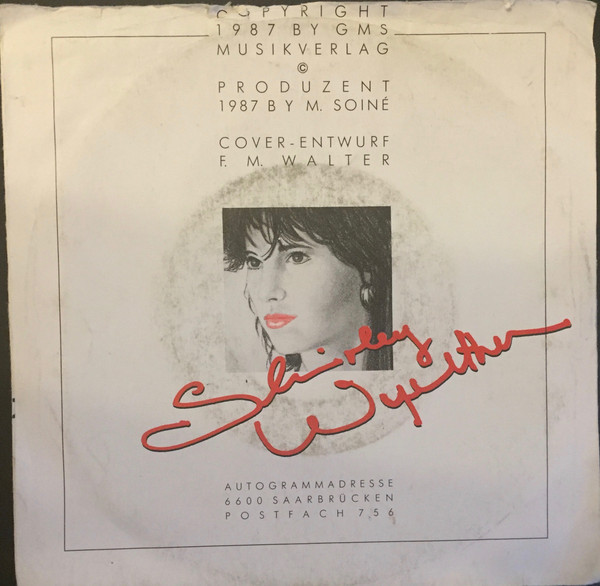 COPYRIGHT
1987 BY GMS
MUSIKVERLAG
©
PRODUZENT
1987 BY M. SOINÉ
COVER-ENTWURF
F. M. WALTER
Shirley
AUTOGRAMMADRESSE
6600 SAARBRÜCKEN
POSTFACH 756